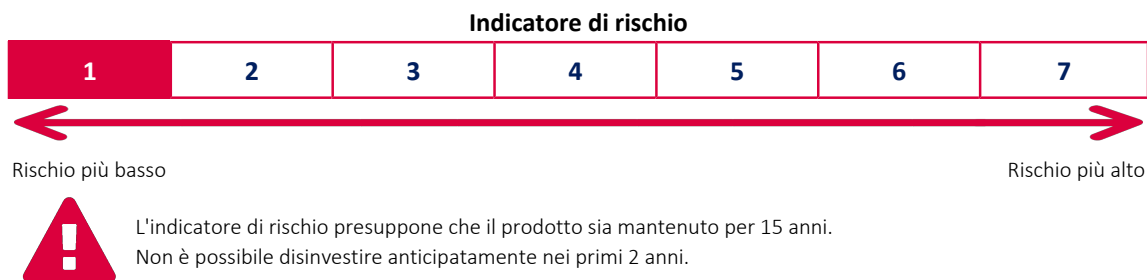 Indicatore di rischio
1 2 3 4 5 6 7
Rischio più basso Rischio più alto
L'indicatore di rischio presuppone che il prodotto sia mantenuto per 15 anni.
Non è possibile disinvestire anticipatamente nei primi 2 anni.